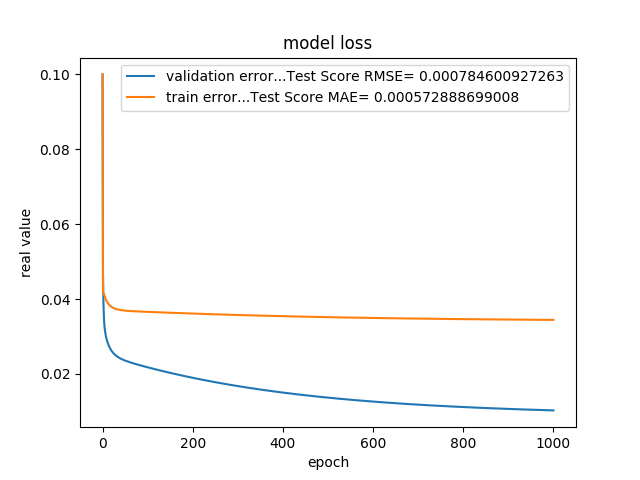 model loss
validation error...Test Score RMSE= 0.000784600927263
train error...Test Score MAE= 0.000572888699008
0.10
0.08
0.06
0.04
0.02
real value
0
200
400
600
800
1000
epoch